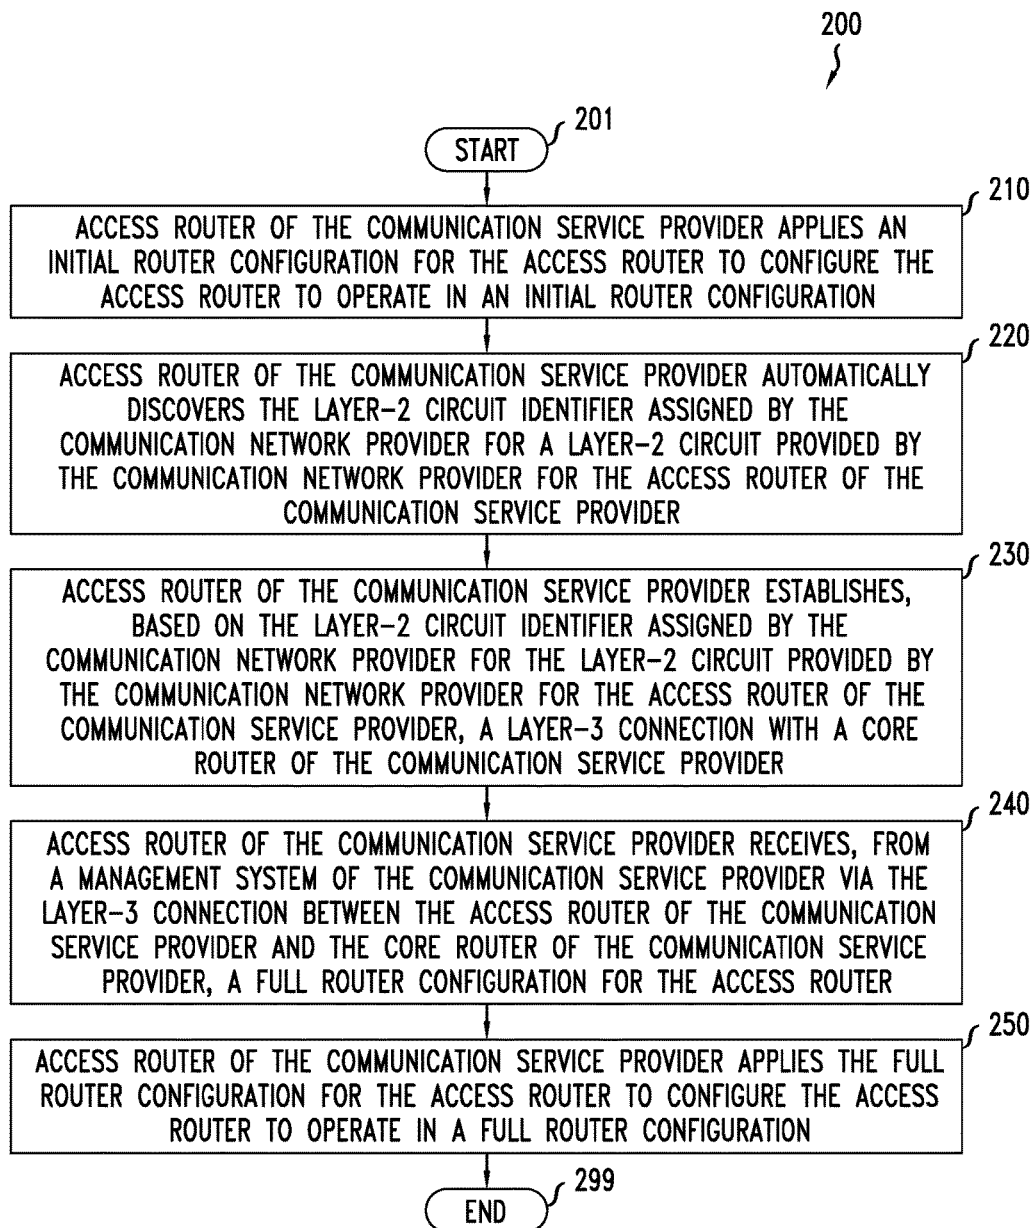 200
START
201
210
ACCESS ROUTER OF THE COMMUNICATION SERVICE PROVIDER APPLIES AN
INITIAL ROUTER CONFIGURATION FOR THE ACCESS ROUTER TO CONFIGURE THE
ACCESS ROUTER TO OPERATE IN AN INITIAL ROUTER CONFIGURATION
220
ACCESS ROUTER OF THE COMMUNICATION SERVICE PROVIDER AUTOMATICALLY
DISCOVERS THE LAYER-2 CIRCUIT IDENTIFIER ASSIGNED BY THE
COMMUNICATION NETWORK PROVIDER FOR A LAYER-2 CIRCUIT PROVIDED BY
THE COMMUNICATION NETWORK PROVIDER FOR THE ACCESS ROUTER OF THE
COMMUNICATION SERVICE PROVIDER
230
ACCESS ROUTER OF THE COMMUNICATION SERVICE PROVIDER ESTABLISHES,
BASED ON THE LAYER-2 CIRCUIT IDENTIFIER ASSIGNED BY THE
COMMUNICATION NETWORK PROVIDER FOR THE LAYER-2 CIRCUIT PROVIDED BY
THE COMMUNICATION NETWORK PROVIDER FOR THE ACCESS ROUTER OF THE
COMMUNICATION SERVICE PROVIDER, A LAYER-3 CONNECTION WITH A CORE
ROUTER OF THE COMMUNICATION SERVICE PROVIDER
240
ACCESS ROUTER OF THE COMMUNICATION SERVICE PROVIDER RECEIVES, FROM
A MANAGEMENT SYSTEM OF THE COMMUNICATION SERVICE PROVIDER VIA THE
LAYER-3 CONNECTION BETWEEN THE ACCESS ROUTER OF THE COMMUNICATION
SERVICE PROVIDER AND THE CORE ROUTER OF THE COMMUNICATION SERVICE
PROVIDER, A FULL ROUTER CONFIGURATION FOR THE ACCESS ROUTER
250
ACCESS ROUTER OF THE COMMUNICATION SERVICE PROVIDER APPLIES THE FULL
ROUTER CONFIGURATION FOR THE ACCESS ROUTER TO CONFIGURE THE ACCESS
ROUTER TO OPERATE IN A FULL ROUTER CONFIGURATION
END
299